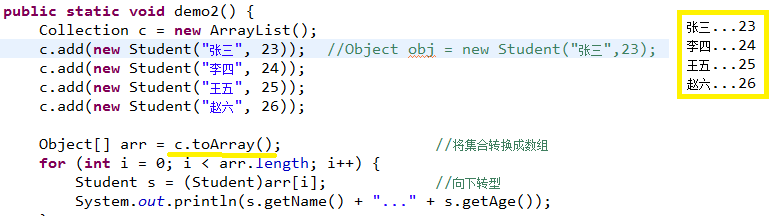 public static void demo2() {
Collection c = new ArrayList();
c.add(new Student("张三", 23)); //Object obj = new Student("张三",23);
c.add(new Student("李四", 24));
c.add(new Student("王五", 25));
c.add(new Student("赵六", 26));
Object[] arr = c.toArray(); //将集合转换成数组
for (int i = 0; i < arr.length; i++) {
Student s = (Student)arr[i]; //向下转型
System.out.println(s.getName() + "..." + s.getAge());
张三...23
李四...24
王五...25
赵六...26